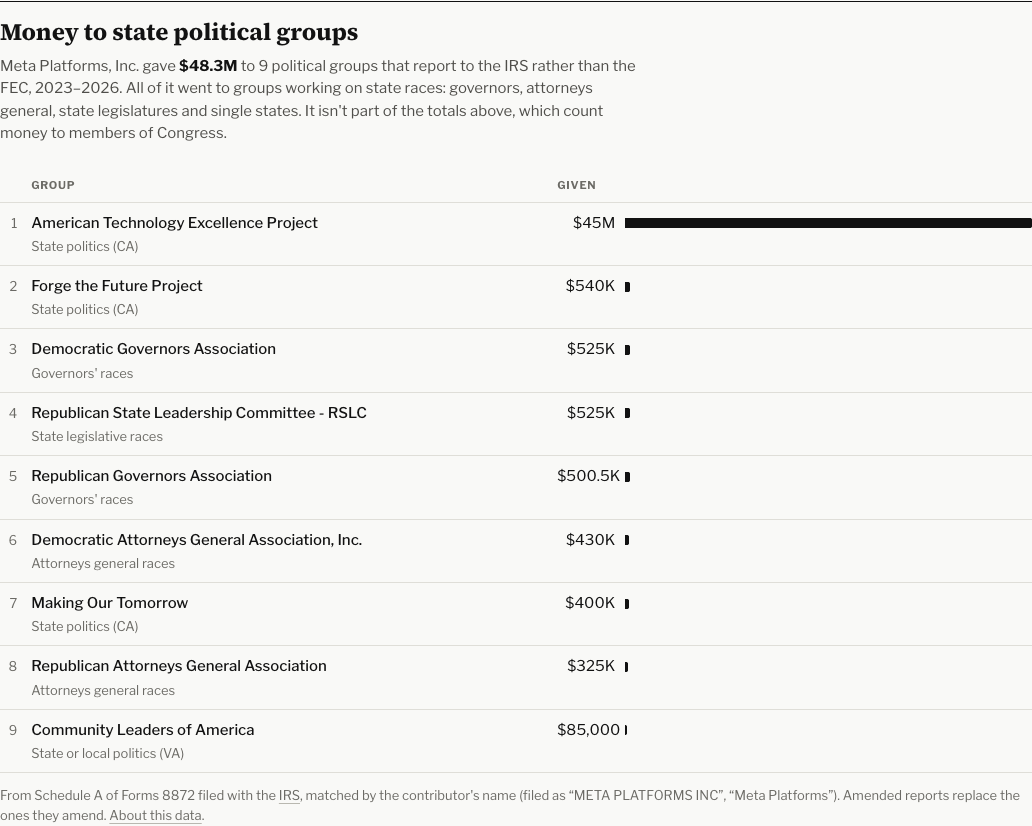 Money to state political groups
Meta Platforms, Inc. gave $48.3M to 9 political groups that report to the IRS rather than the
FEC, 2023–2026. All of it went to groups working on state races: governors, attorneys
general, state legislatures and single states. It isn't part of the totals above, which count
money to members of Congress.
GROUP GIVEN
1 American Technology Excellence Project $45M
State politics (CA)
2 Forge the Future Project $540K
State politics (CA)
3 Democratic Governors Association $525K
Governors' races
4 Republican State Leadership Committee - RSLC $525K
State legislative races
5 Republican Governors Association $500.5K
Governors' races
6 Democratic Attorneys General Association, Inc. $430K
Attorneys general races
7 Making Our Tomorrow $400K
State politics (CA)
8 Republican Attorneys General Association $325K
Attorneys general races
9 Community Leaders of America $85,000
State or local politics (VA)
From Schedule A of Forms 8872 filed with the IRS, matched by the contributor's name (filed as “META PLATFORMS INC”, “Meta Platforms”). Amended reports replace the
ones they amend. About this data.